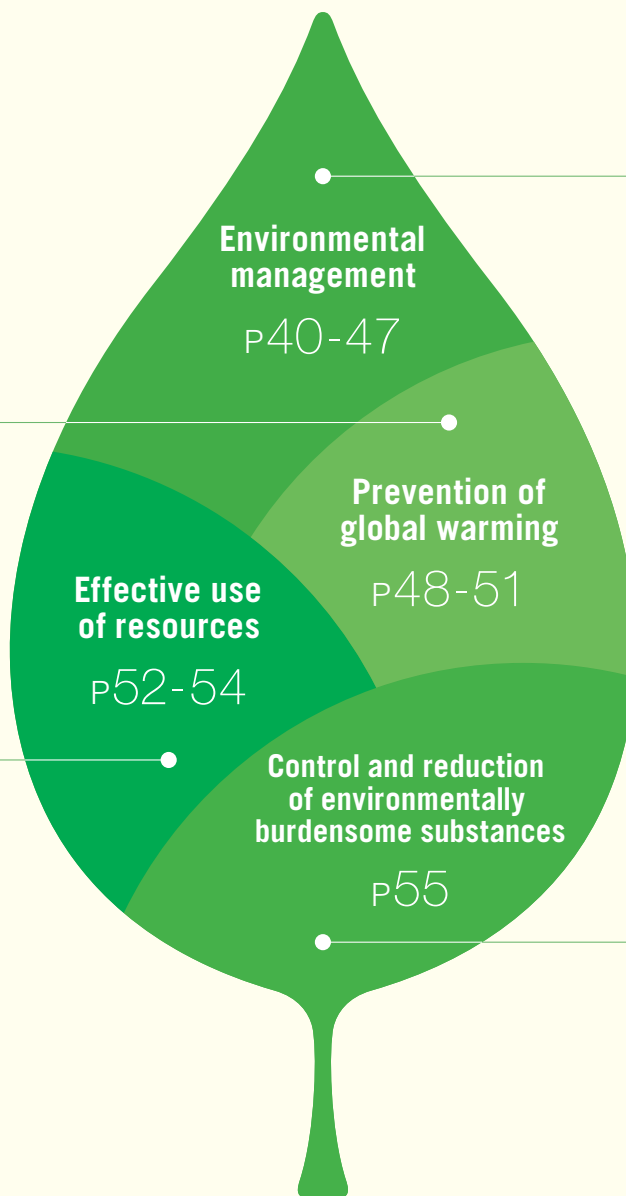 Environmental
management
P40-47
Prevention of
global warming
P48-51
Effective use
of resources
P52-54
Control and reduction
of environmentally
burdensome substances
P55